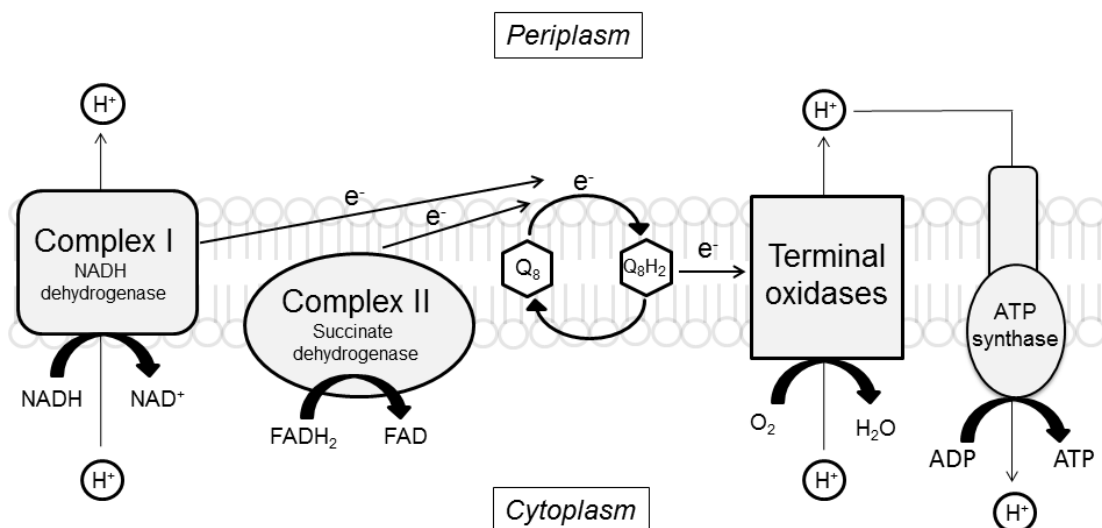 Periplasm
H⁺
H⁺
e⁻
e⁻
e⁻
Complex I
NADH
dehydrogenase
Q₈
Q₈H₂
e⁻
Terminal
oxidases
Complex II
Succinate
dehydrogenase
ATP
synthase
NADH
NAD⁺
FADH₂
FAD
O₂
H₂O
ADP
ATP
H⁺
H⁺
H⁺
Cytoplasm